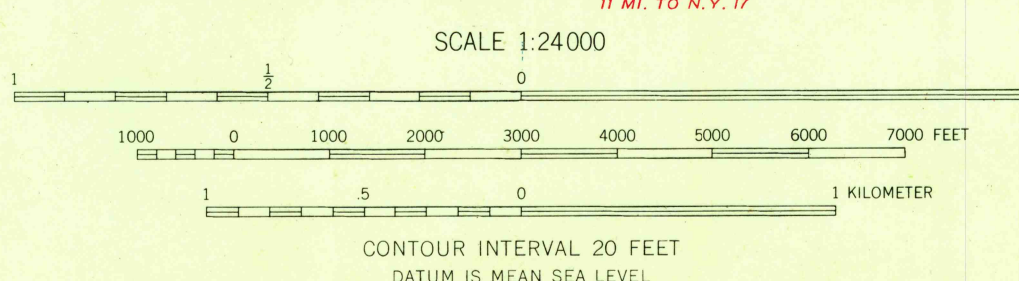 11 MI. TO N.Y. 17
SCALE 1:24000
1 1/2 0
1000 0 1000 2000 3000 4000 5000 6000 7000 FEET
1 .5 0 1 KILOMETER
CONTOUR INTERVAL 20 FEET
DATUM IS MEAN SEA LEVEL